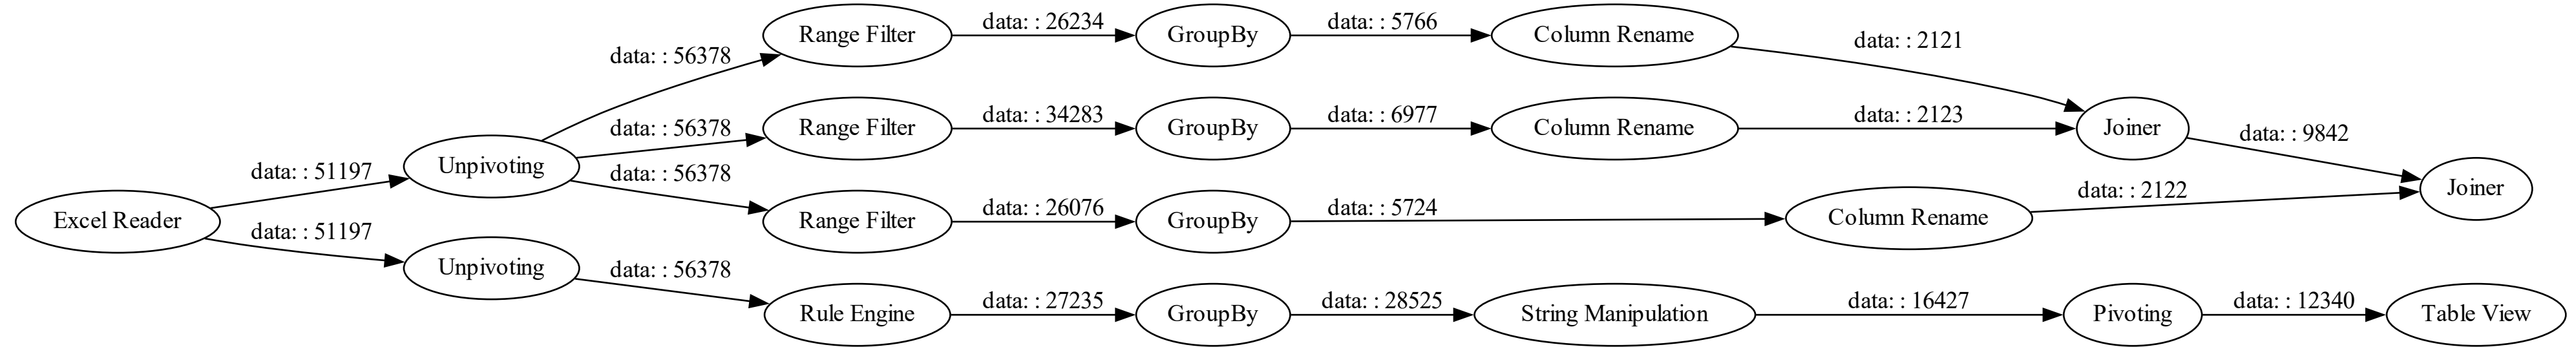 Excel Reader
data: : 51197
data: : 51197
Unpivoting
Unpivoting
data: : 56378
data: : 56378
data: : 56378
data: : 56378
Range Filter
data: : 26234
GroupBy
data: : 5766
Column Rename
data: : 2121
Range Filter
data: : 34283
GroupBy
data: : 6977
Column Rename
data: : 2123
Joiner
data: : 9842
Range Filter
data: : 26076
GroupBy
data: : 5724
Column Rename
data: : 2122
Joiner
Rule Engine
data: : 27235
GroupBy
data: : 28525
String Manipulation
data: : 16427
Pivoting
data: : 12340
Table View